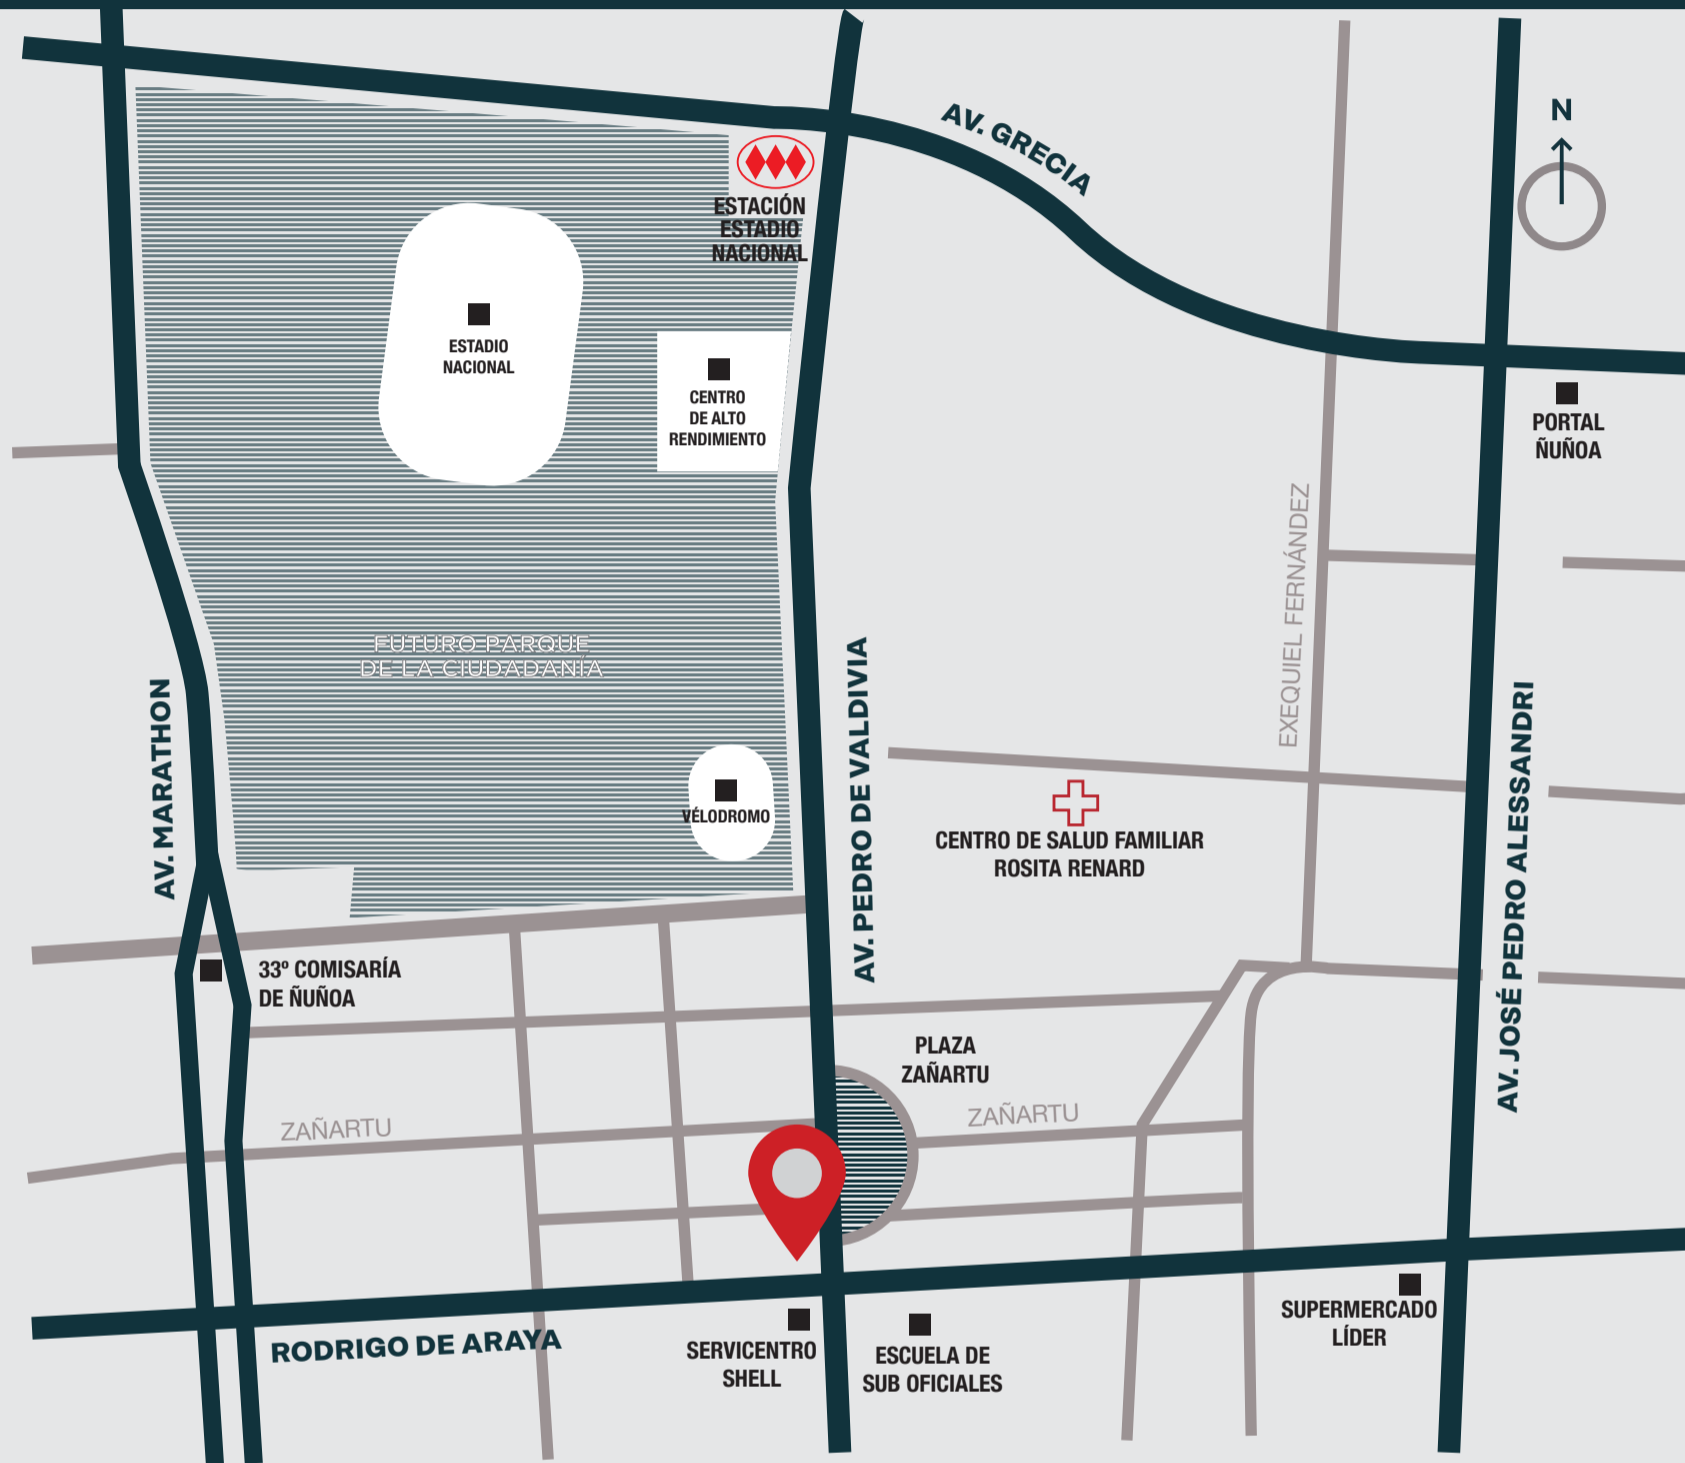 AV. GRECIA
N
ESTACIÓN
ESTADIO
NACIONAL
ESTADIO
NACIONAL
CENTRO
DE ALTO
RENDIMIENTO
PORTAL
ÑUÑOA
EXEQUIEL FERNÁNDEZ
FUTURO PARQUE
DE LA CIUDADANÍA
AV. MARATHON
AV. PEDRO DE VALDIVIA
AV. JOSÉ PEDRO ALESSANDRI
VÉLODROMO
CENTRO DE SALUD FAMILIAR
ROSITA RENARD
33º COMISARÍA
DE ÑUÑOA
PLAZA
ZAÑARTU
ZAÑARTU
ZAÑARTU
RODRIGO DE ARAYA
SERVICENTRO
SHELL
ESCUELA DE
SUB OFICIALES
SUPERMERCADO
LÍDER